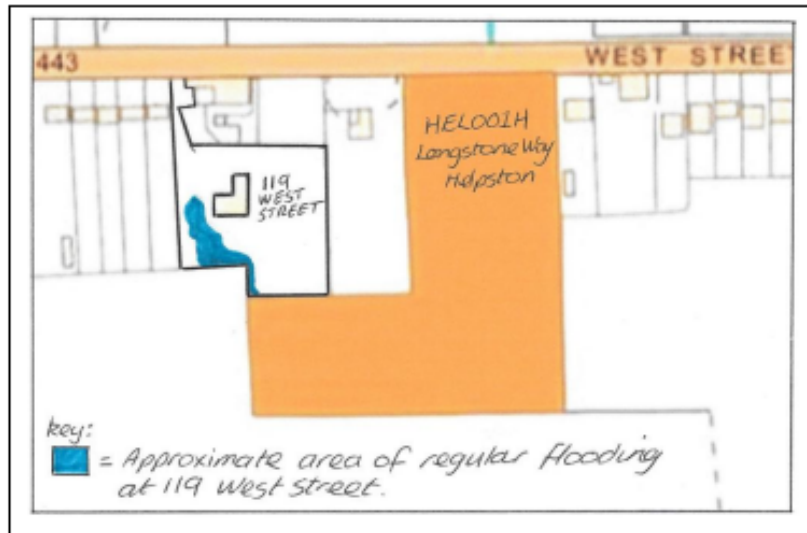 443
WEST STREET
HEL001H
Langstone Way
Helpston
119
WEST
STREET
key:
= Approximate area of regular flooding
at 119 West Street.